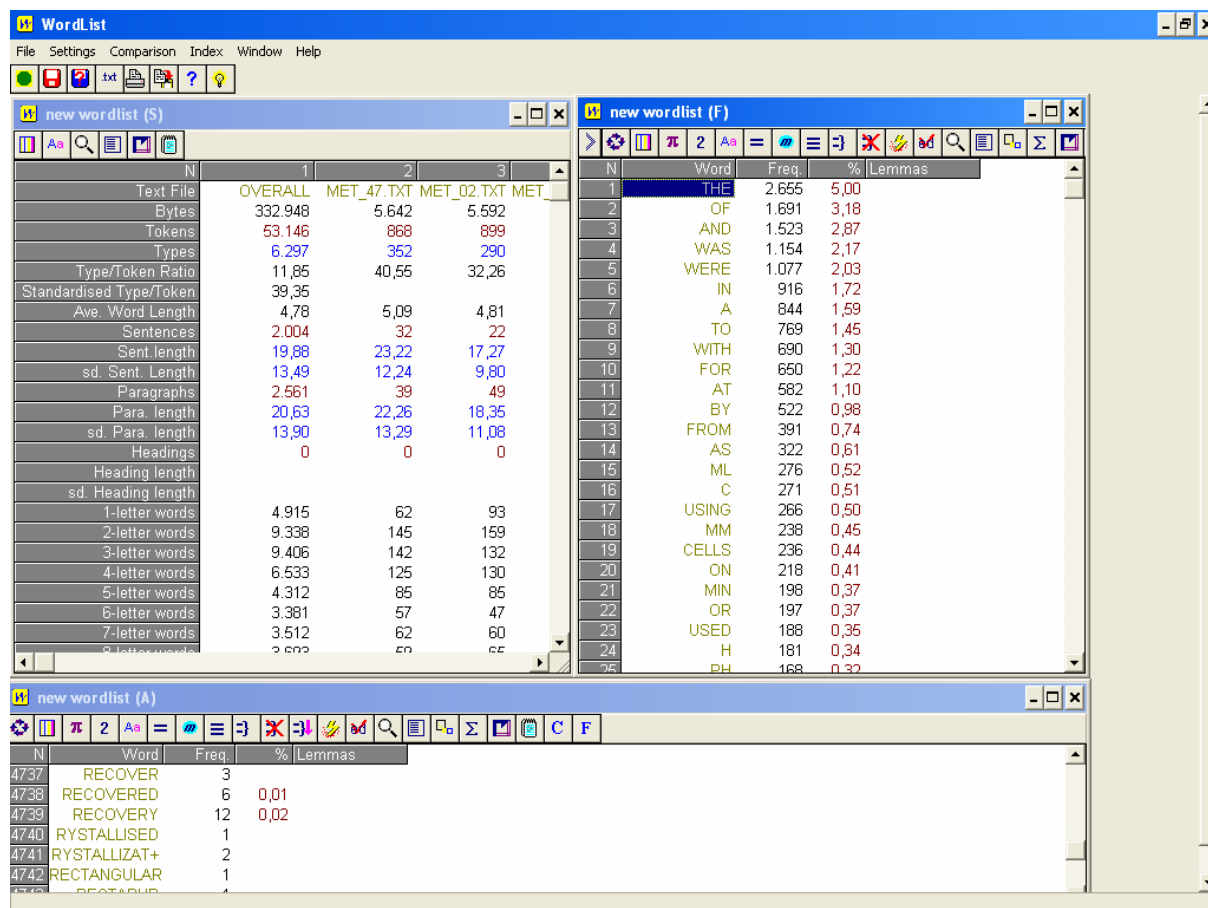 WordList
File Settings Comparison Index Window Help
.txt ?
new wordlist (S)
Aa
N 1 2 3
Text File OVERALL MET_47.TXT MET_02.TXT MET_
Bytes 332.948 5.642 5.592
Tokens 53.146 868 899
Types 6.297 352 290
Type/Token Ratio 11,85 40,55 32,26
Standardised Type/Token 39,35
Ave. Word Length 4,78 5,09 4,81
Sentences 2.004 32 22
Sent.length 19,88 23,22 17,27
sd. Sent. Length 13,49 12,24 9,80
Paragraphs 2.561 39 49
Para. length 20,63 22,26 18,35
sd. Para. length 13,90 13,29 11,08
Headings 0 0 0
Heading length
sd. Heading length
1-letter words 4.915 62 93
2-letter words 9.338 145 159
3-letter words 9.406 142 132
4-letter words 6.533 125 130
5-letter words 4.312 85 85
6-letter words 3.381 57 47
7-letter words 3.512 62 60
new wordlist (F)
π 2 Aa = m ≡ Σ
N Word Freq. % Lemmas
1 THE 2.655 5,00
2 OF 1.691 3,18
3 AND 1.523 2,87
4 WAS 1.154 2,17
5 WERE 1.077 2,03
6 IN 916 1,72
7 A 844 1,59
8 TO 769 1,45
9 WITH 690 1,30
10 FOR 650 1,22
11 AT 582 1,10
12 BY 522 0,98
13 FROM 391 0,74
14 AS 322 0,61
15 ML 276 0,52
16 C 271 0,51
17 USING 266 0,50
18 MM 238 0,45
19 CELLS 236 0,44
20 ON 218 0,41
21 MIN 198 0,37
22 OR 197 0,37
23 USED 188 0,35
24 H 181 0,34
25 PH 168 0,32
new wordlist (A)
π 2 Aa = m ≡ Σ C F
N Word Freq. % Lemmas
4737 RECOVER 3
4738 RECOVERED 6 0,01
4739 RECOVERY 12 0,02
4740 RYSTALLISED 1
4741 RYSTALLIZAT+ 2
4742 RECTANGULAR 1